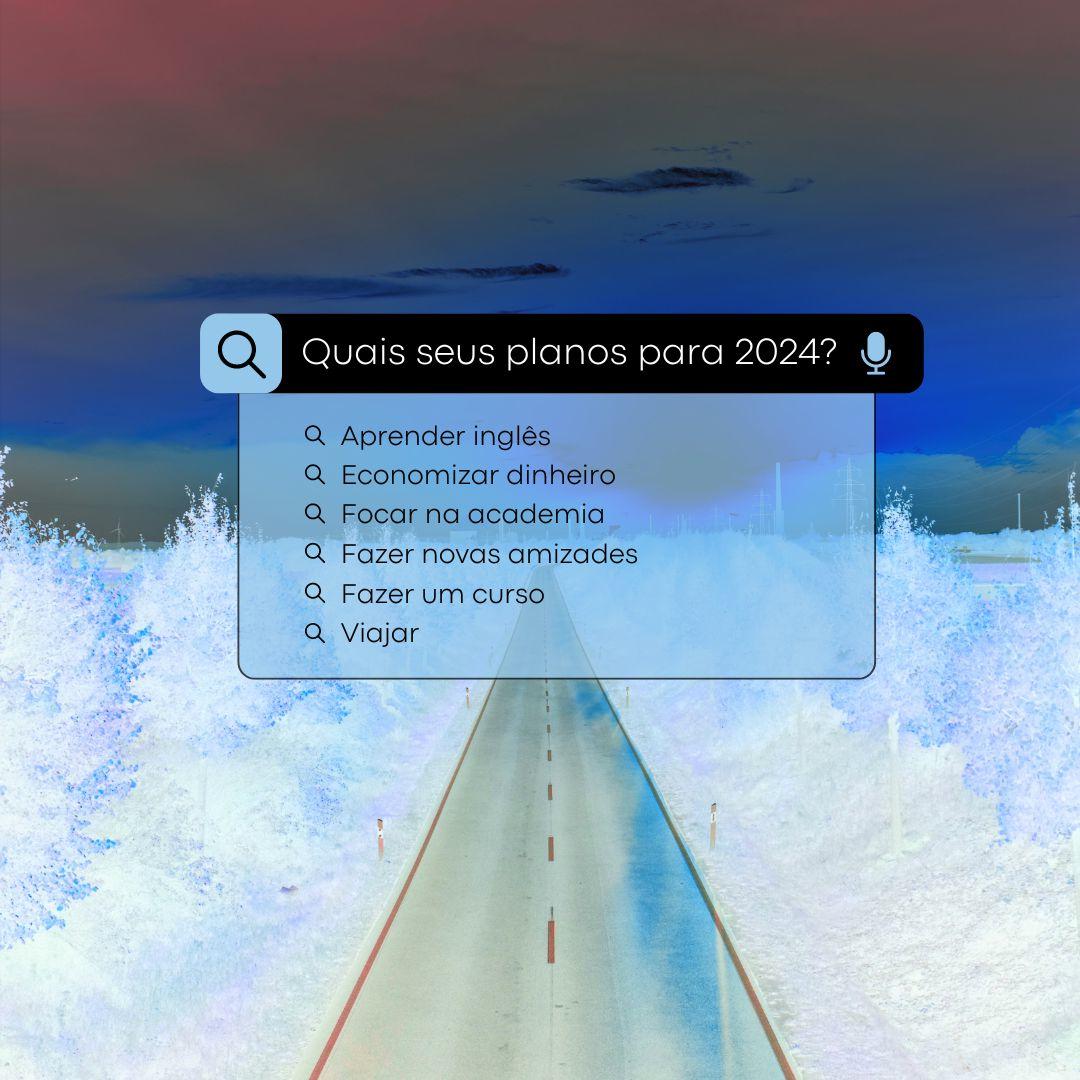 Quais seus planos para 2024?
Aprender inglês
Economizar dinheiro
Focar na academia
Fazer novas amizades
Fazer um curso
Viajar